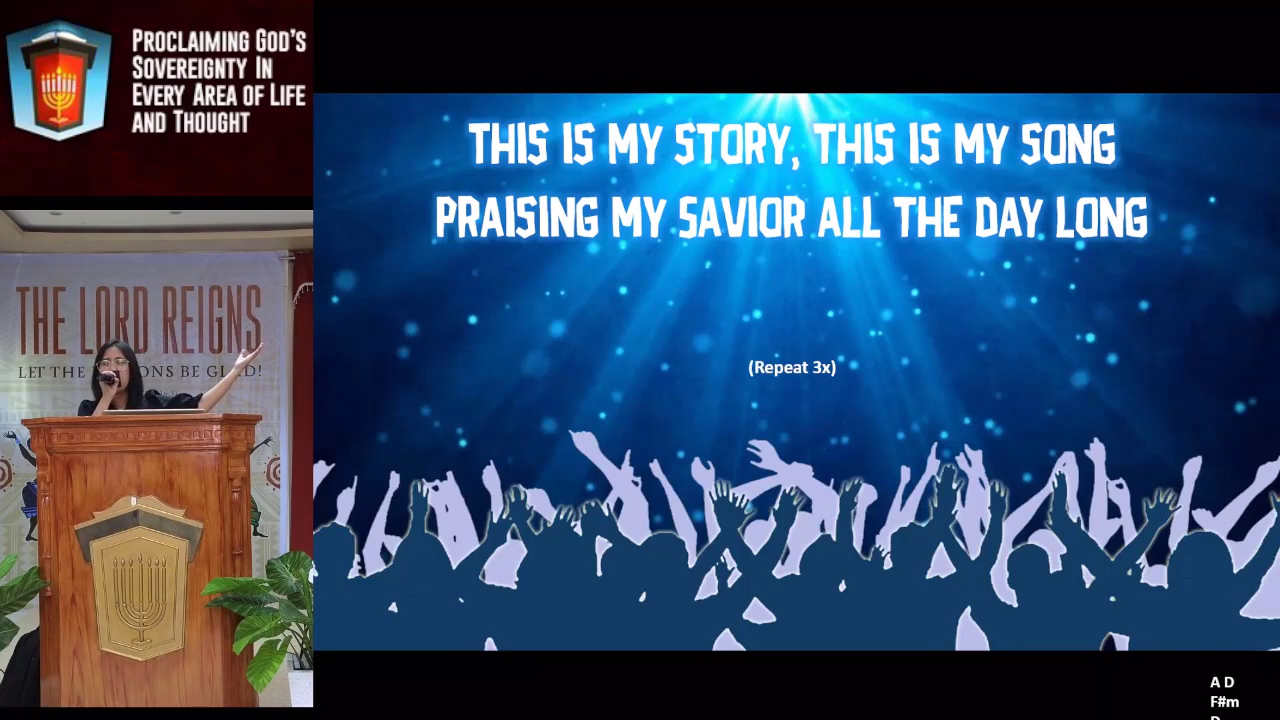 PROCLAIMING GOD'S
SOVEREIGNTY IN
EVERY AREA OF LIFE
AND THOUGHT
THIS IS MY STORY, THIS IS MY SONG
PRAISING MY SAVIOR ALL THE DAY LONG
(Repeat 3x)
THE LORD REIGNS
LET THE ONS BE GLAD!
A D
F#m